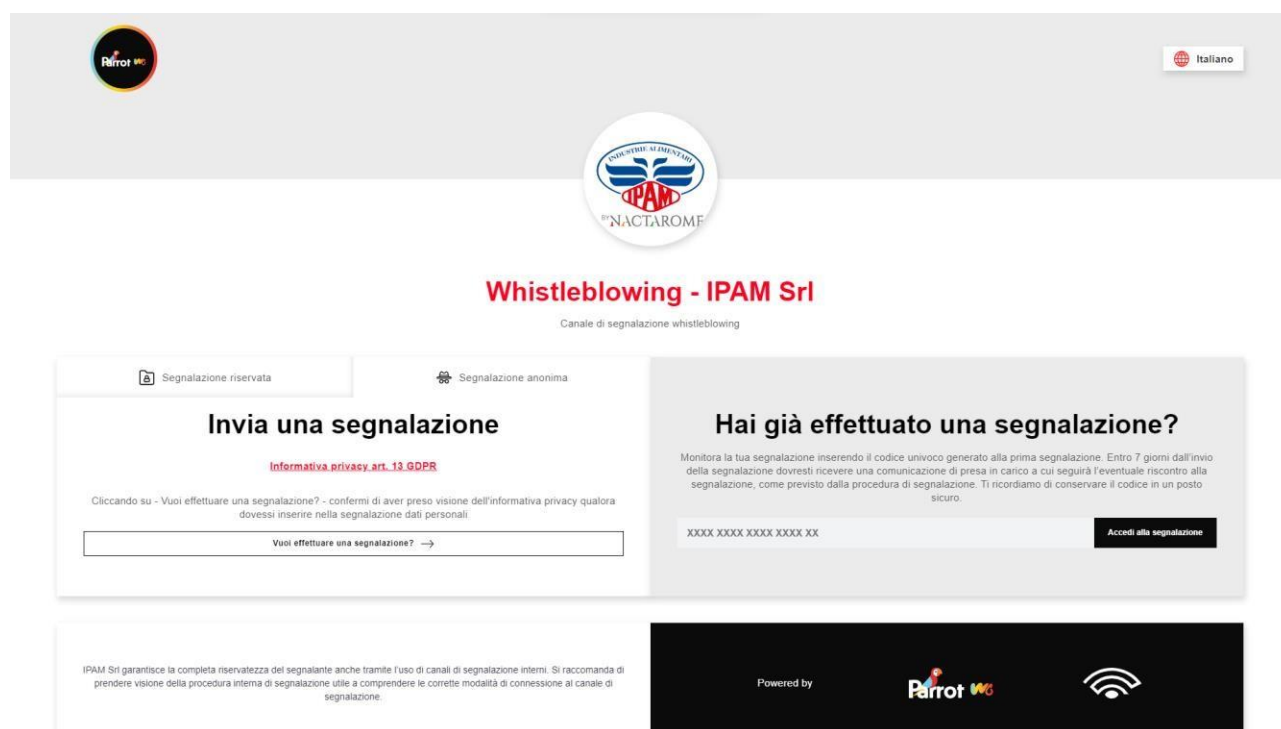 Parrot WB
Italiano
INDUSTRIE ALIMENTARI
IPAM
BY NACTAROME
Whistleblowing - IPAM Srl
Canale di segnalazione whistleblowing
Segnalazione riservata
Segnalazione anonima
Invia una segnalazione
Informativa privacy art. 13 GDPR
Cliccando su - Vuoi effettuare una segnalazione? - confermi di aver preso visione dell'informativa privacy qualora
dovessi inserire nella segnalazione dati personali
Vuoi effettuare una segnalazione?
Hai già effettuato una segnalazione?
Monitora la tua segnalazione inserendo il codice univoco generato alla prima segnalazione. Entro 7 giorni dall'invio
della segnalazione dovresti ricevere una comunicazione di presa in carico a cui seguirà l'eventuale riscontro alla
segnalazione, come previsto dalla procedura di segnalazione. Ti ricordiamo di conservare il codice in un posto
sicuro.
XXXX XXXX XXXX XXXX XX
Accedi alla segnalazione
IPAM Srl garantisce la completa riservatezza del segnalante anche tramite l'uso di canali di segnalazione interni. Si raccomanda di
prendere visione della procedura interna di segnalazione utile a comprendere le corrette modalità di connessione al canale di
segnalazione.
Powered by
Parrot WB